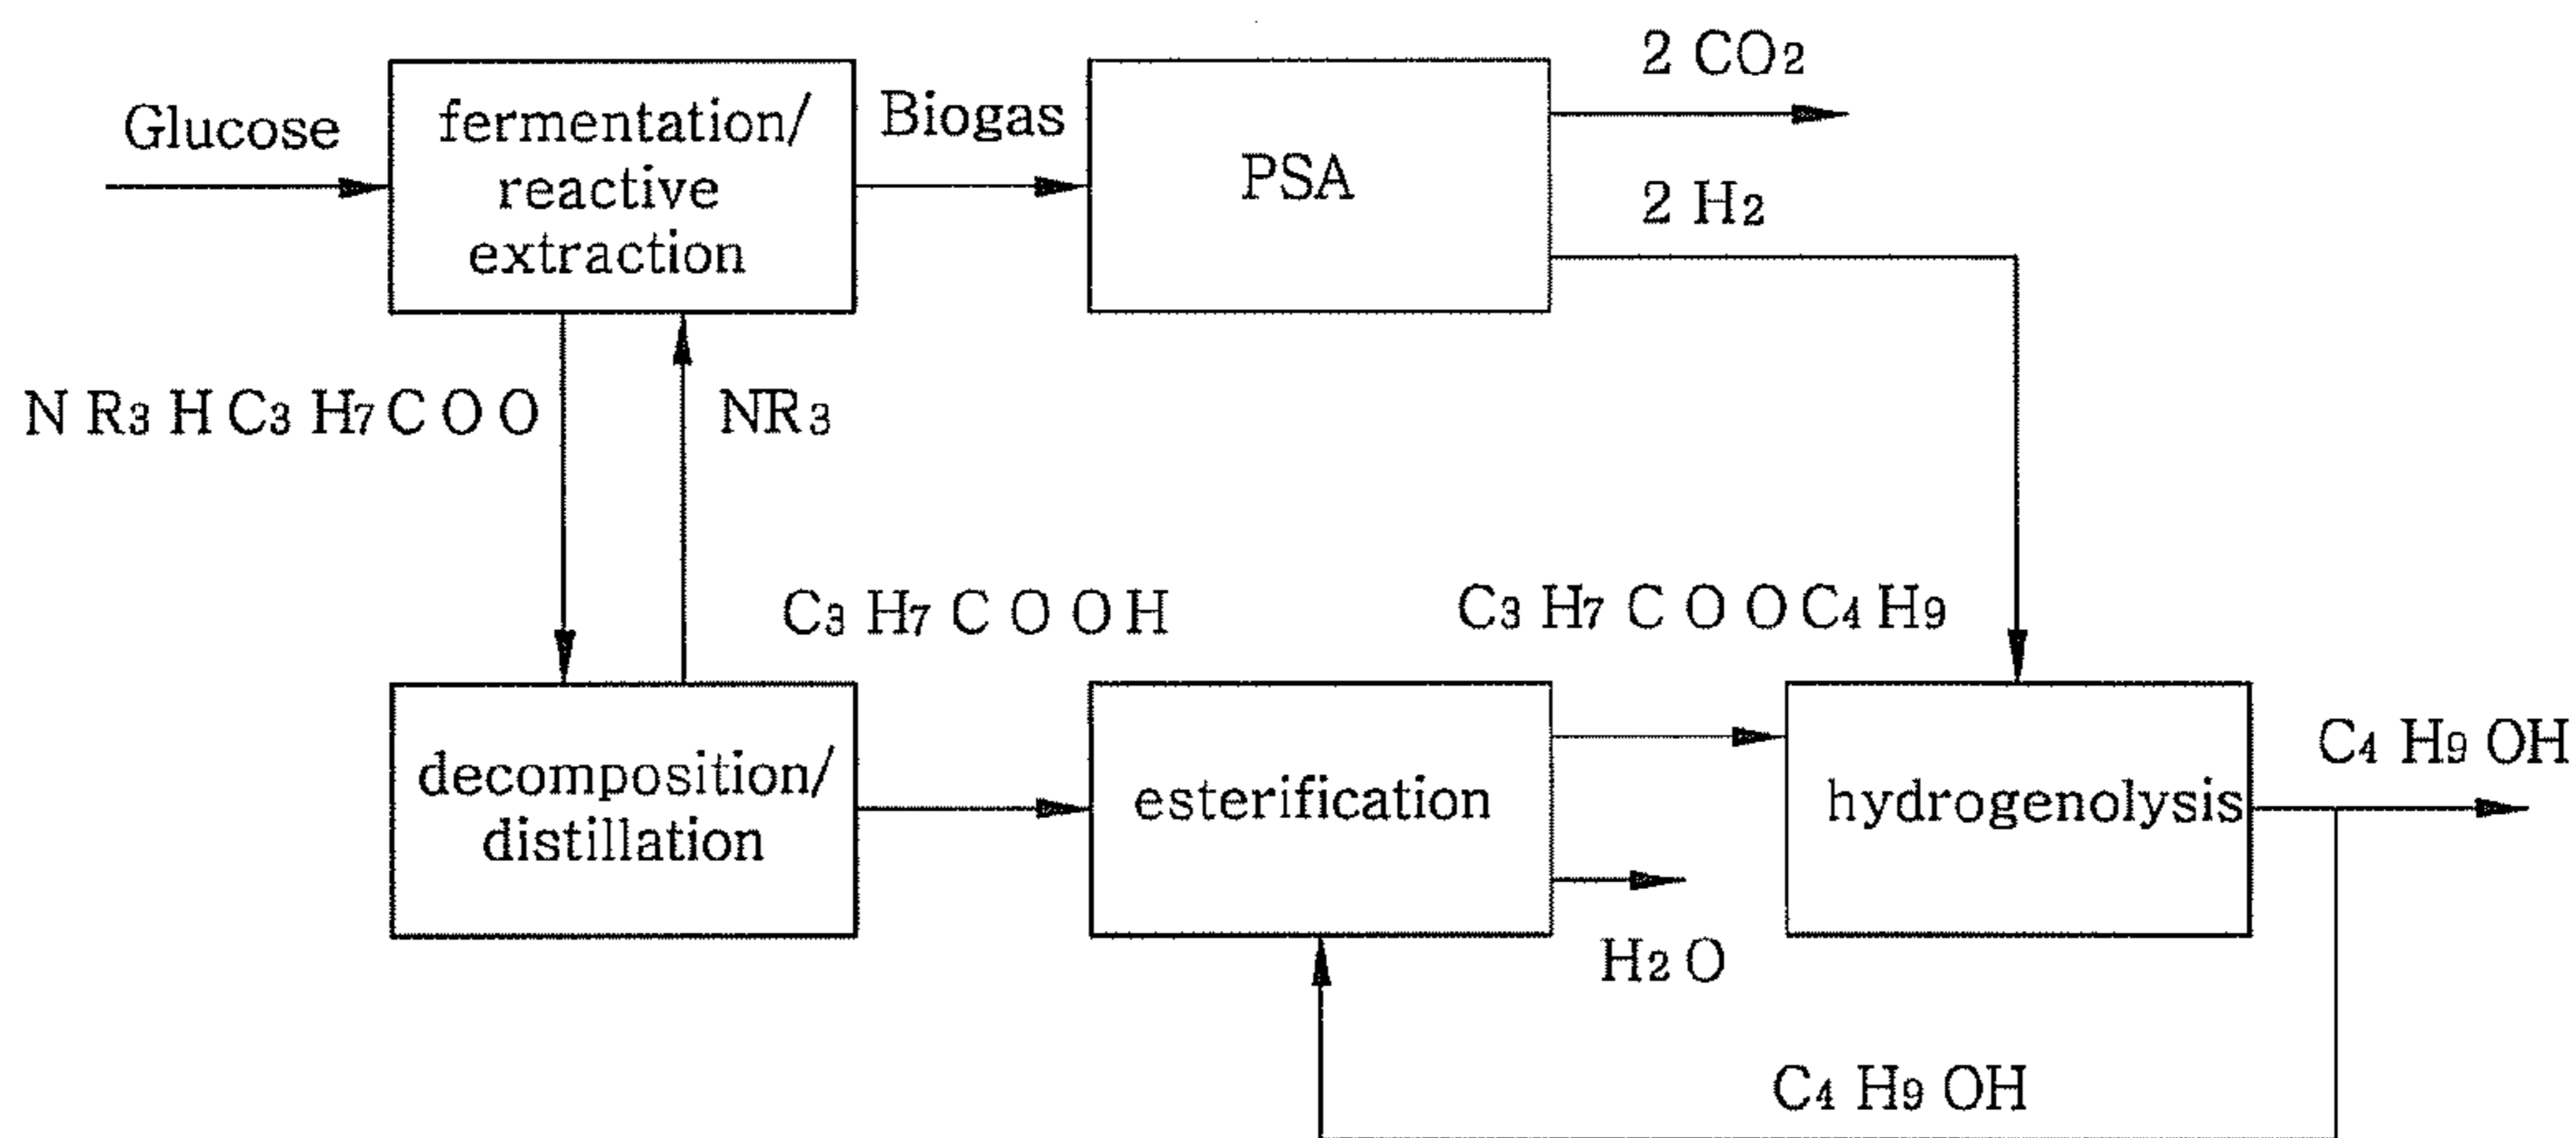 Glucose
fermentation/
reactive
extraction
Biogas
PSA
2 CO2
2 H2
N R3 H C3 H7 C O O
NR3
C3 H7 C O O H
C3 H7 C O O C4 H9
decomposition/
distillation
esterification
hydrogenolysis
C4 H9 OH
H2 O
C4 H9 OH